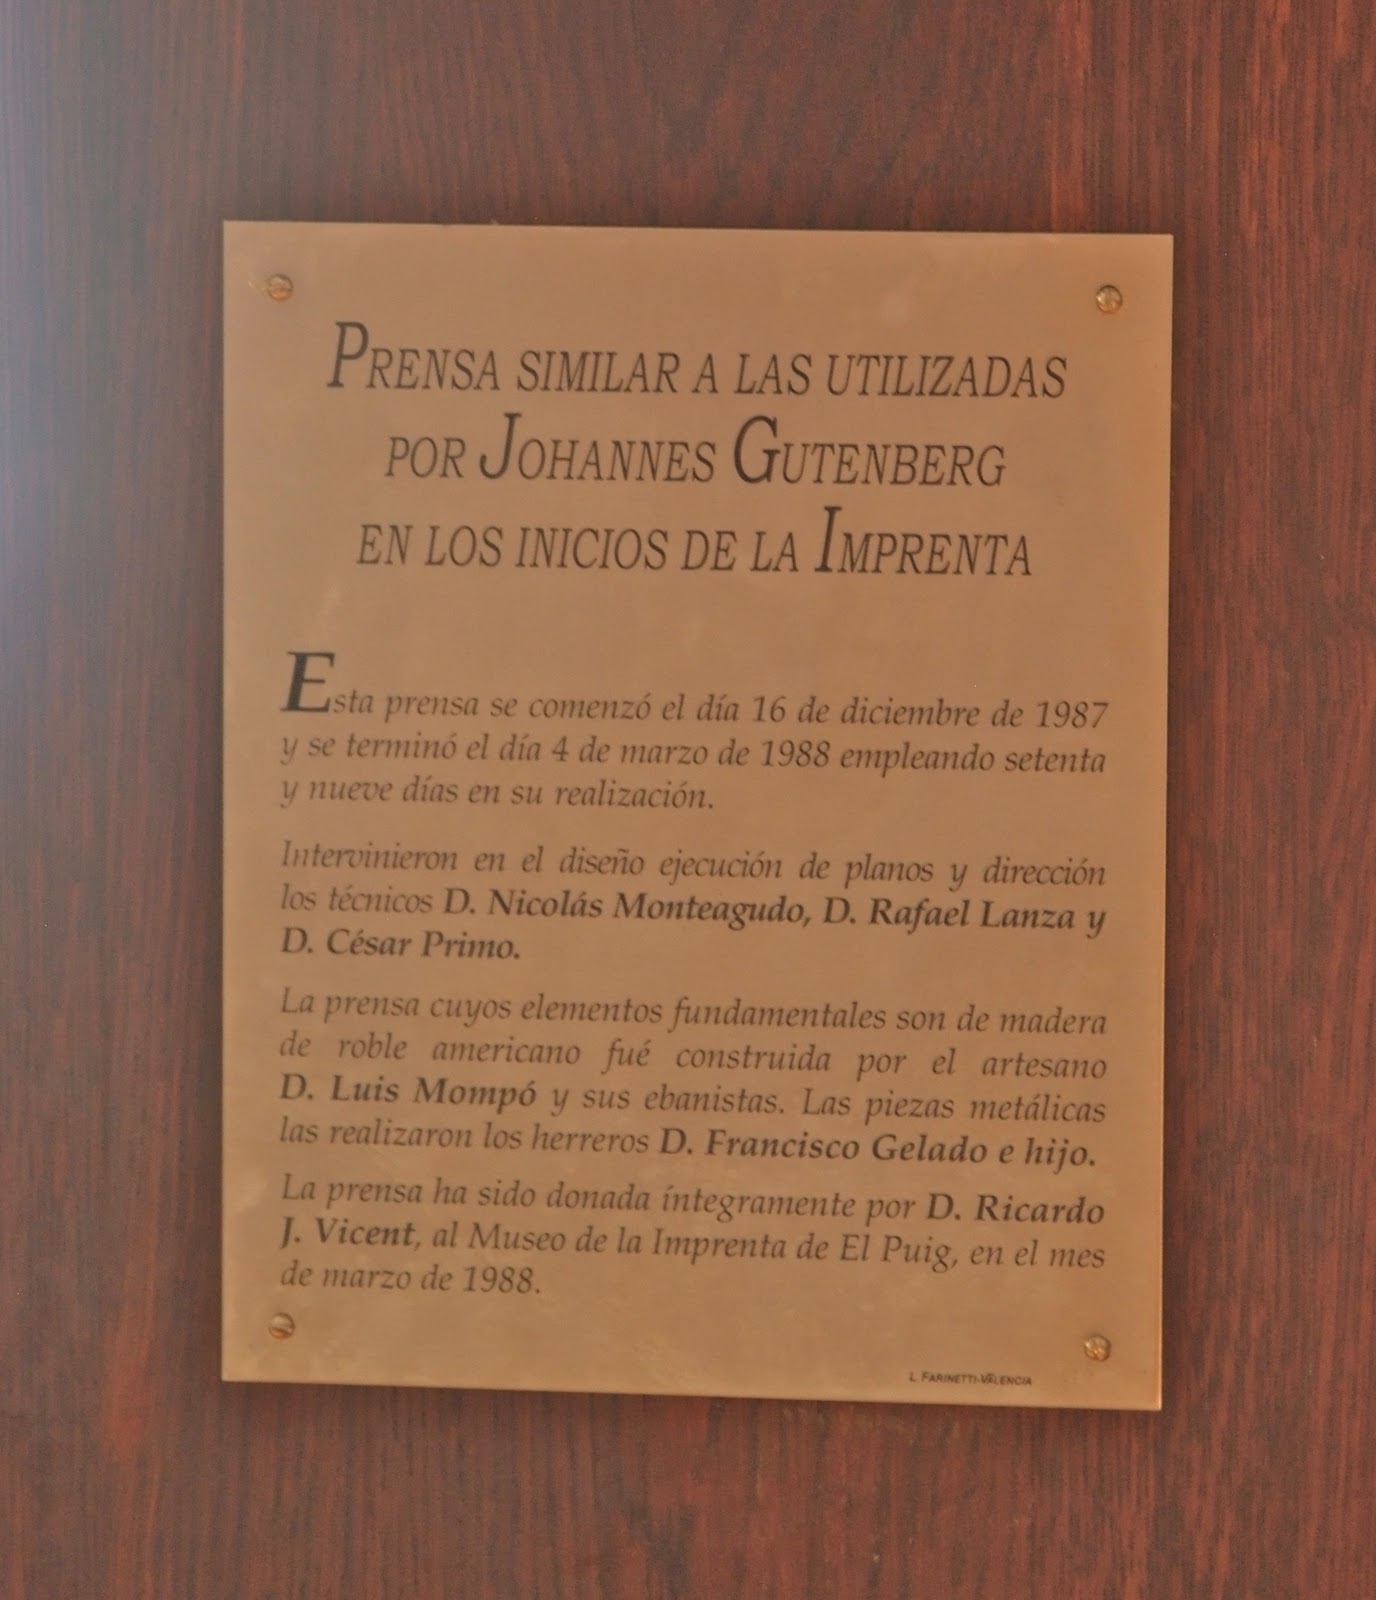 PRENSA SIMILAR A LAS UTILIZADAS
POR JOHANNES GUTENBERG
EN LOS INICIOS DE LA IMPRENTA
Esta prensa se comenzó el día 16 de diciembre de 1987
y se terminó el día 4 de marzo de 1988 empleando setenta
y nueve días en su realización.
Intervinieron en el diseño ejecución de planos y dirección
los técnicos D. Nicolás Monteagudo, D. Rafael Lanza y
D. César Primo.
La prensa cuyos elementos fundamentales son de madera
de roble americano fué construida por el artesano
D. Luis Mompó y sus ebanistas. Las piezas metálicas
las realizaron los herreros D. Francisco Gelado e hijo.
La prensa ha sido donada íntegramente por D. Ricardo
J. Vicent, al Museo de la Imprenta de El Puig, en el mes
de marzo de 1988.
L. FARINETTI-VALENCIA